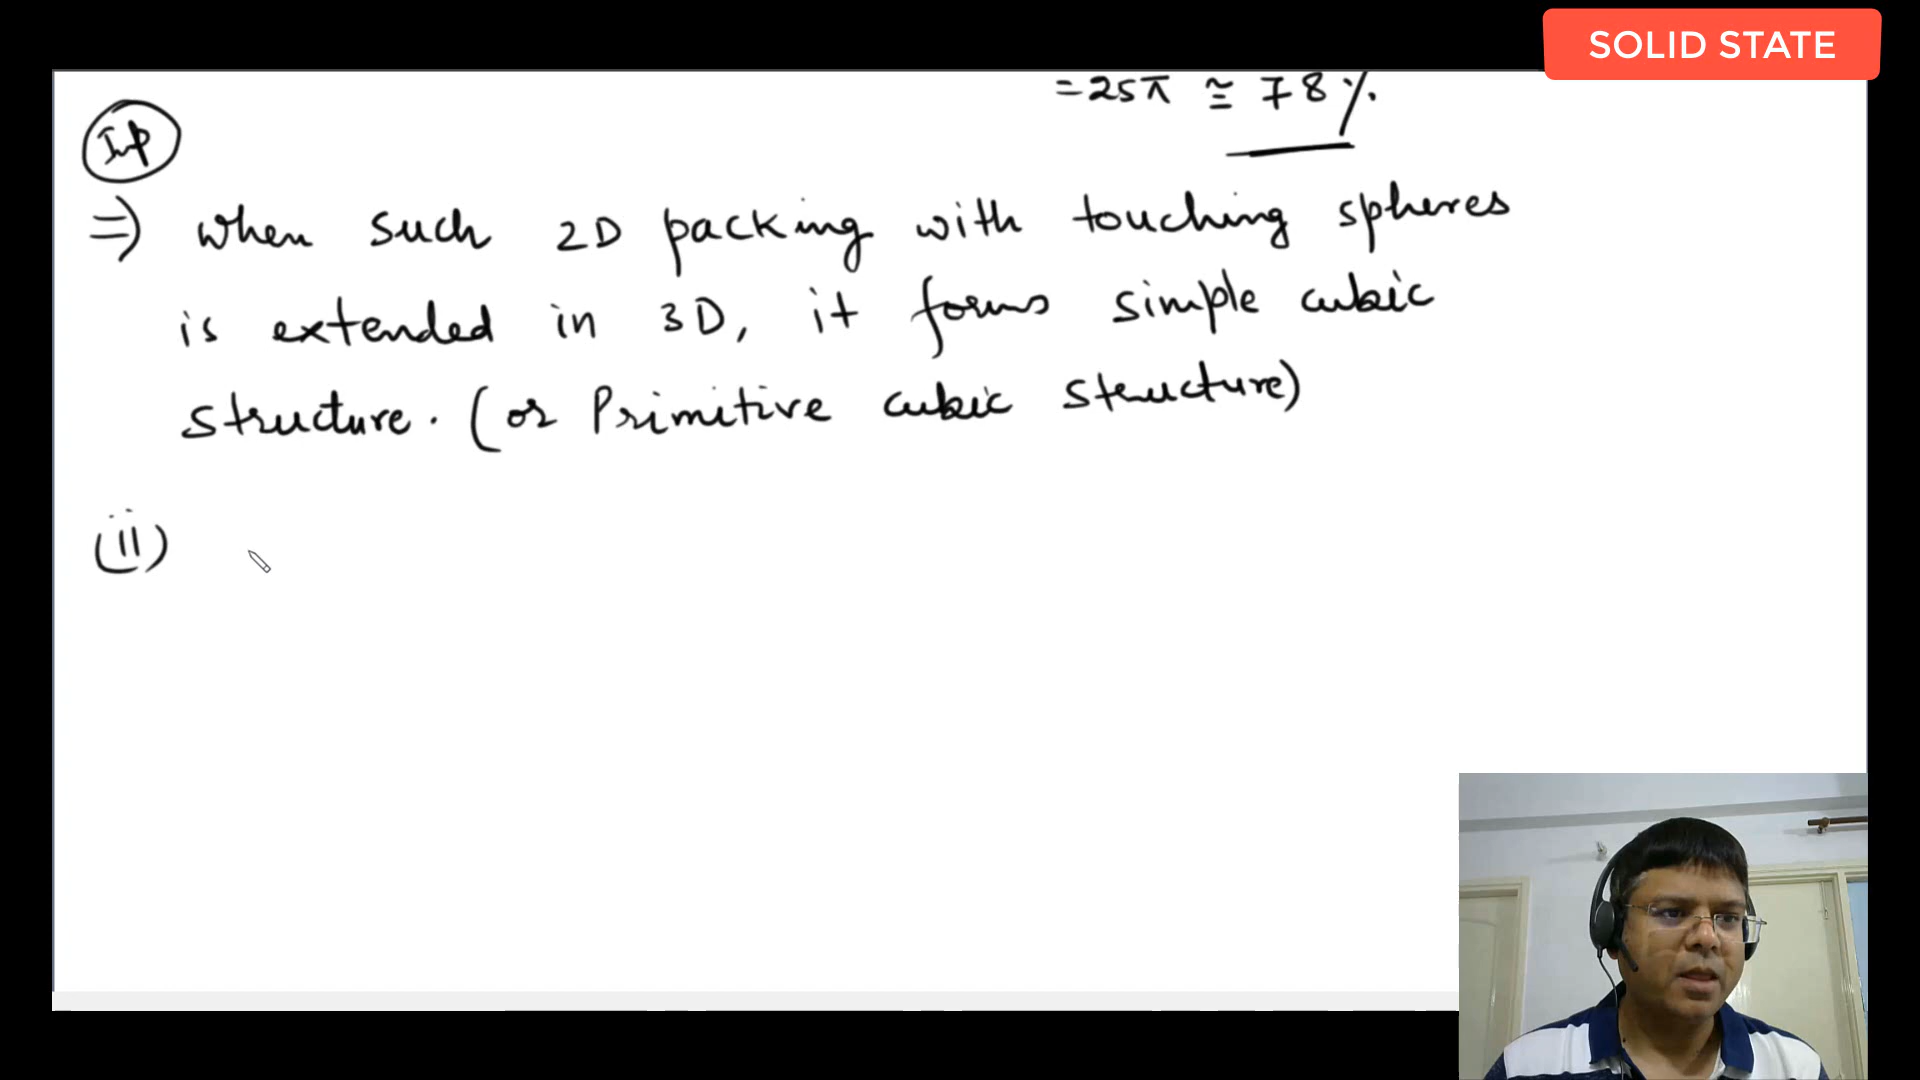 SOLID STATE
= 25π ≅ 78%
Imp
⇒ when such 2D packing with touching spheres
is extended in 3D, it forms simple cubic
structure. (or Primitive cubic structure)
(ii)